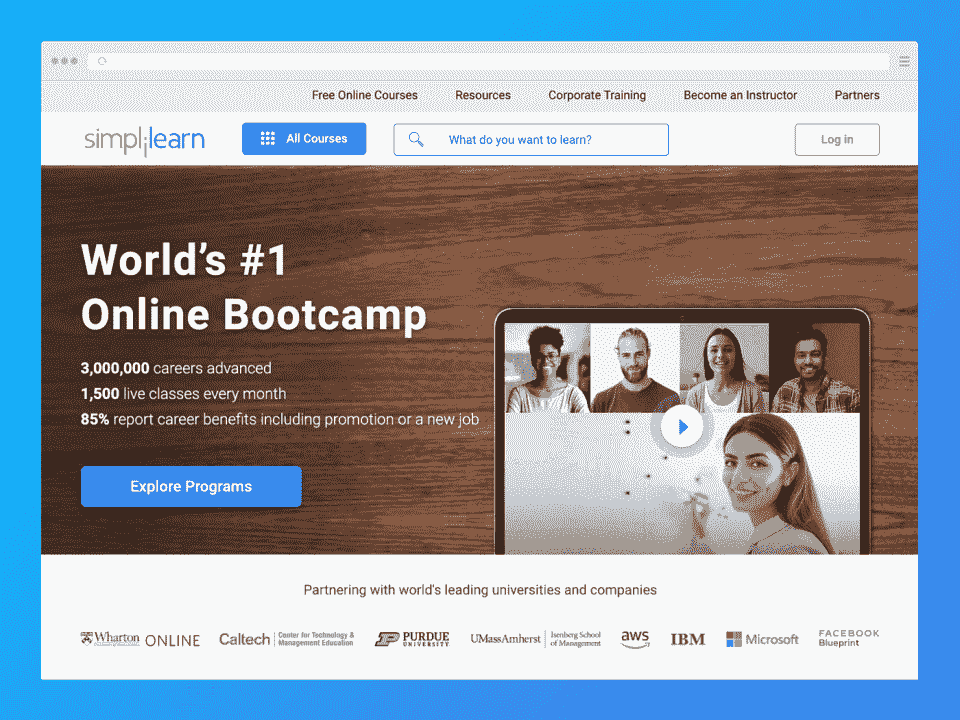 Free Online Courses Resources Corporate Training Become an Instructor Partners
simplilearn All Courses What do you want to learn? Log in
World's #1
Online Bootcamp
3,000,000 careers advanced
1,500 live classes every month
85% report career benefits including promotion or a new job
Explore Programs
Partnering with world's leading universities and companies
Wharton ONLINE
Caltech Center for Technology &
Management Education
PURDUE
UNIVERSITY
UMassAmherst Isenberg School
of Management
aws
IBM
Microsoft
FACEBOOK
Blueprint